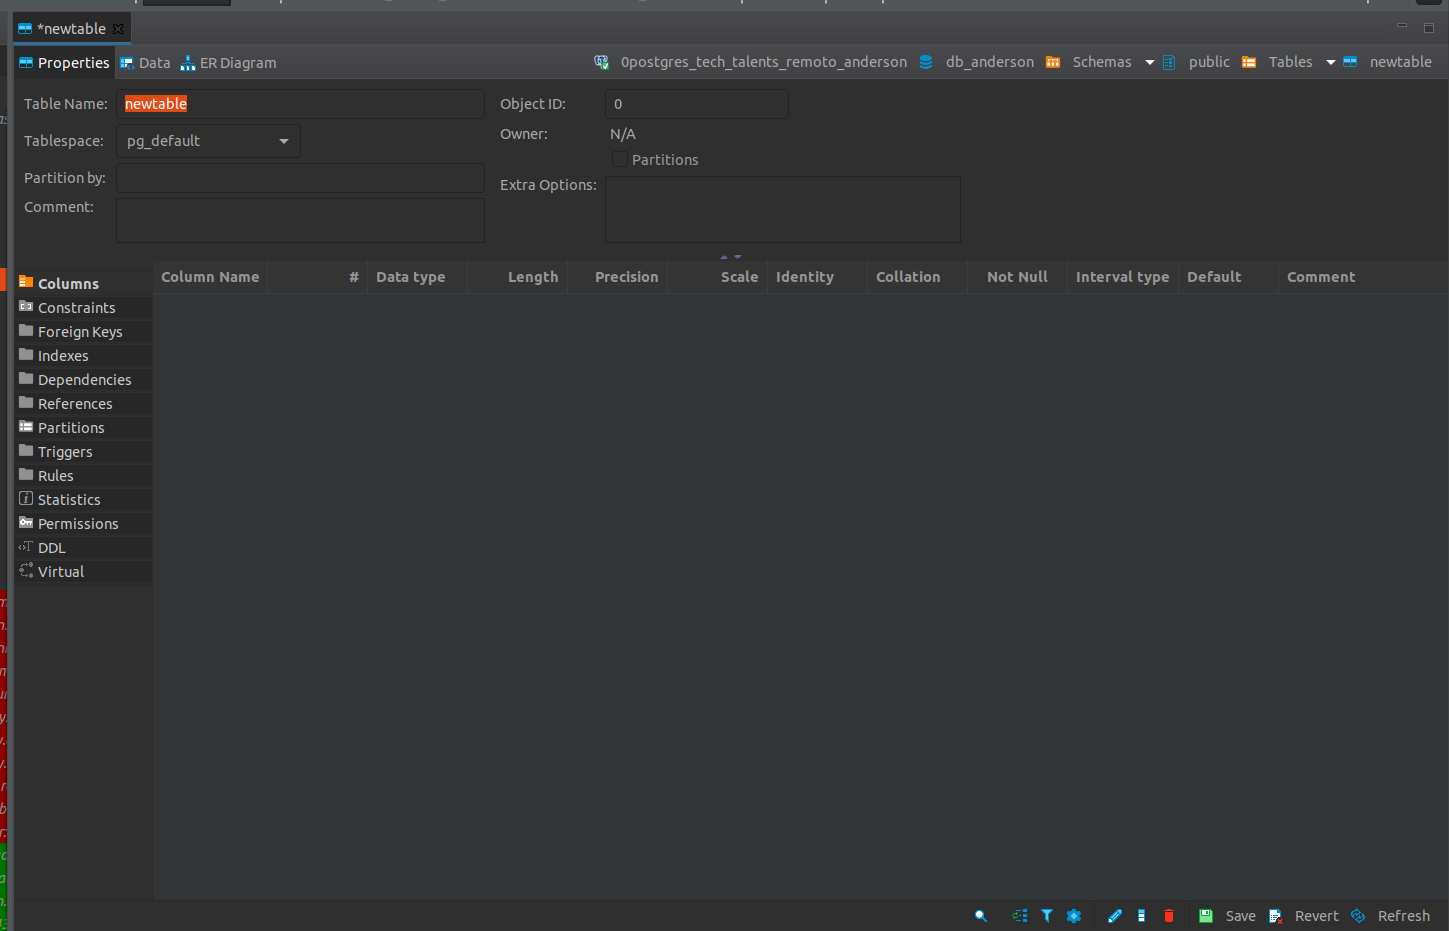 *newtable
Properties Data ER Diagram 0postgres_tech_talents_remoto_anderson db_anderson Schemas public Tables newtable
Table Name: newtable Object ID: 0
Owner: N/A
Tablespace: pg_default
Partitions
Partition by: Extra Options:
Comment:
Column Name # Data type Length Precision Scale Identity Collation Not Null Interval type Default Comment
Columns
Constraints
Foreign Keys
Indexes
Dependencies
References
Partitions
Triggers
Rules
Statistics
Permissions
DDL
Virtual
Save Revert Refresh